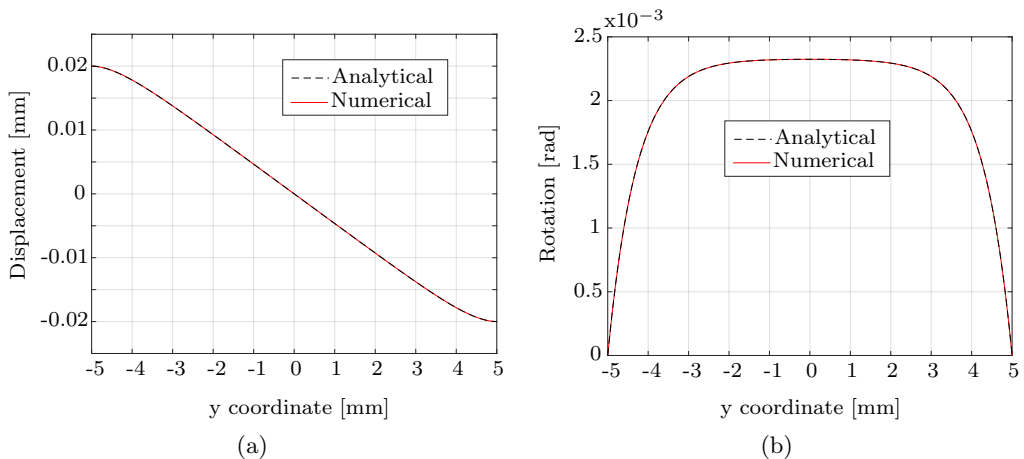 0.02
0.01
0
-0.01
-0.02
Displacement [mm]
Analytical
Numerical
-5 -4 -3 -2 -1 0 1 2 3 4 5
y coordinate [mm]
(a)
x10−3
2.5
2
1.5
1
0.5
0
Rotation [rad]
Analytical
Numerical
-5 -4 -3 -2 -1 0 1 2 3 4 5
y coordinate [mm]
(b)